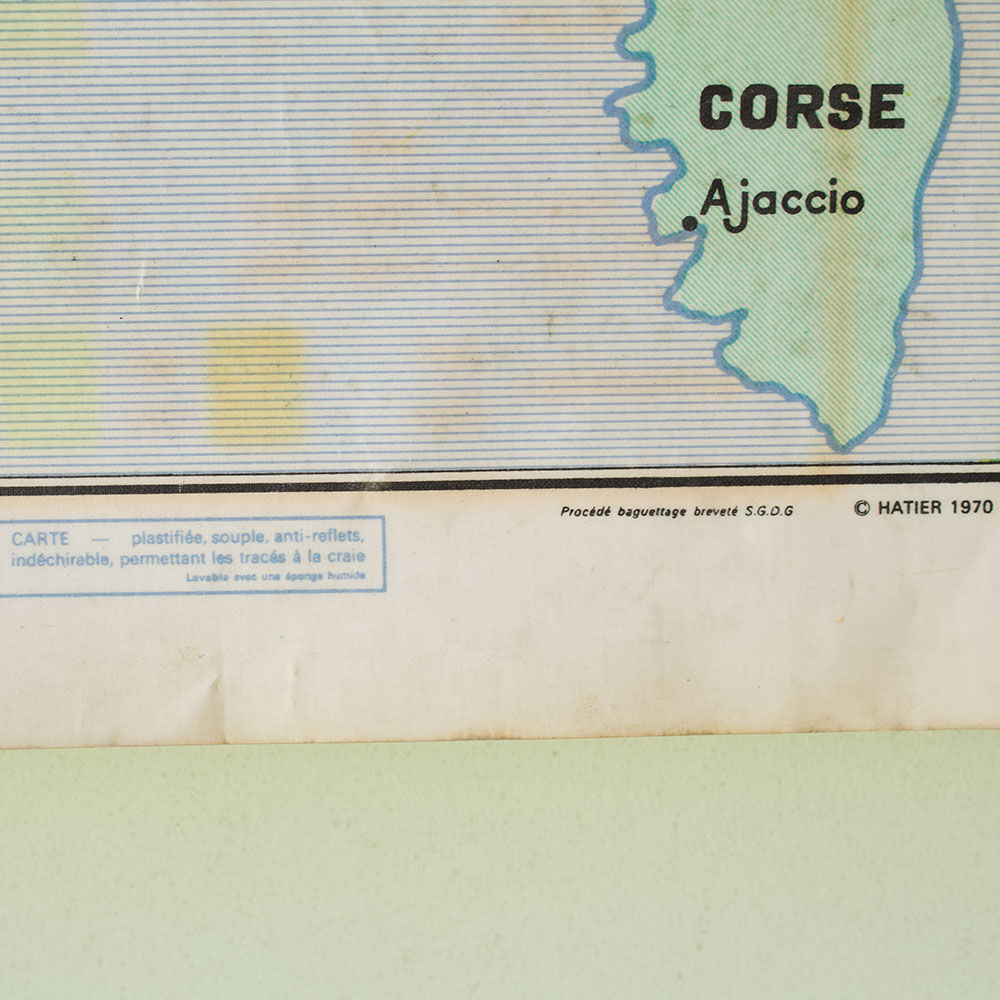 CORSE
Ajaccio
Procédé baguettage breveté S.G.D.G
© HATIER 1970
CARTE — plastifiée, souple, anti-reflets,
indéchirable, permettant les tracés à la craie
Lavable avec une éponge humide